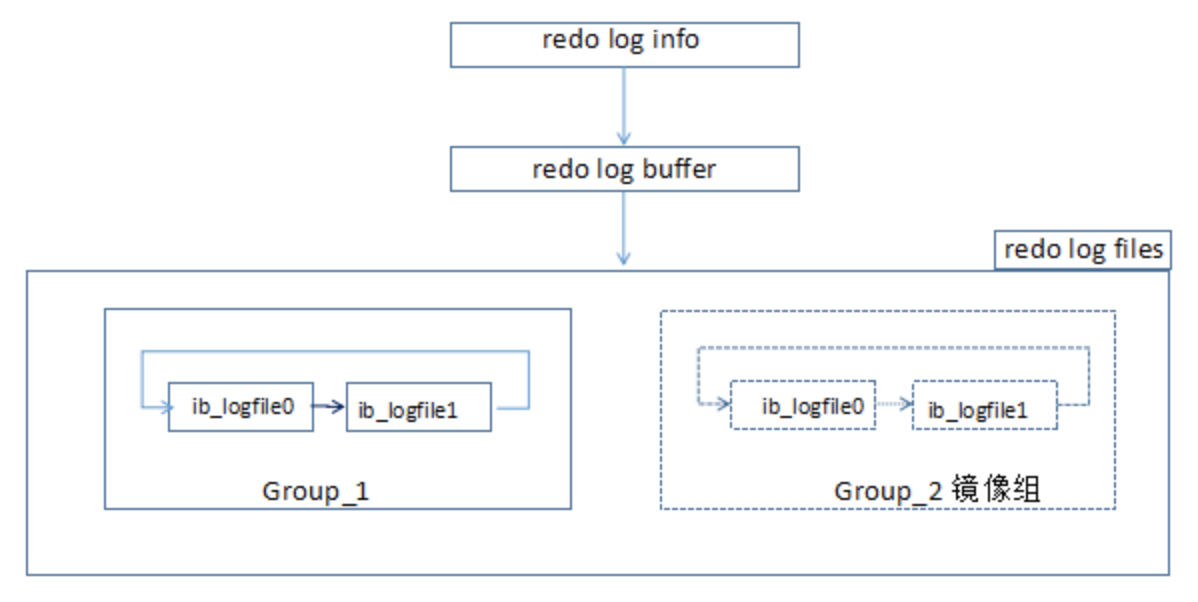 redo log info
redo log buffer
redo log files
ib_logfile0
ib_logfile1
Group_1
ib_logfile0
ib_logfile1
Group_2 镜像组